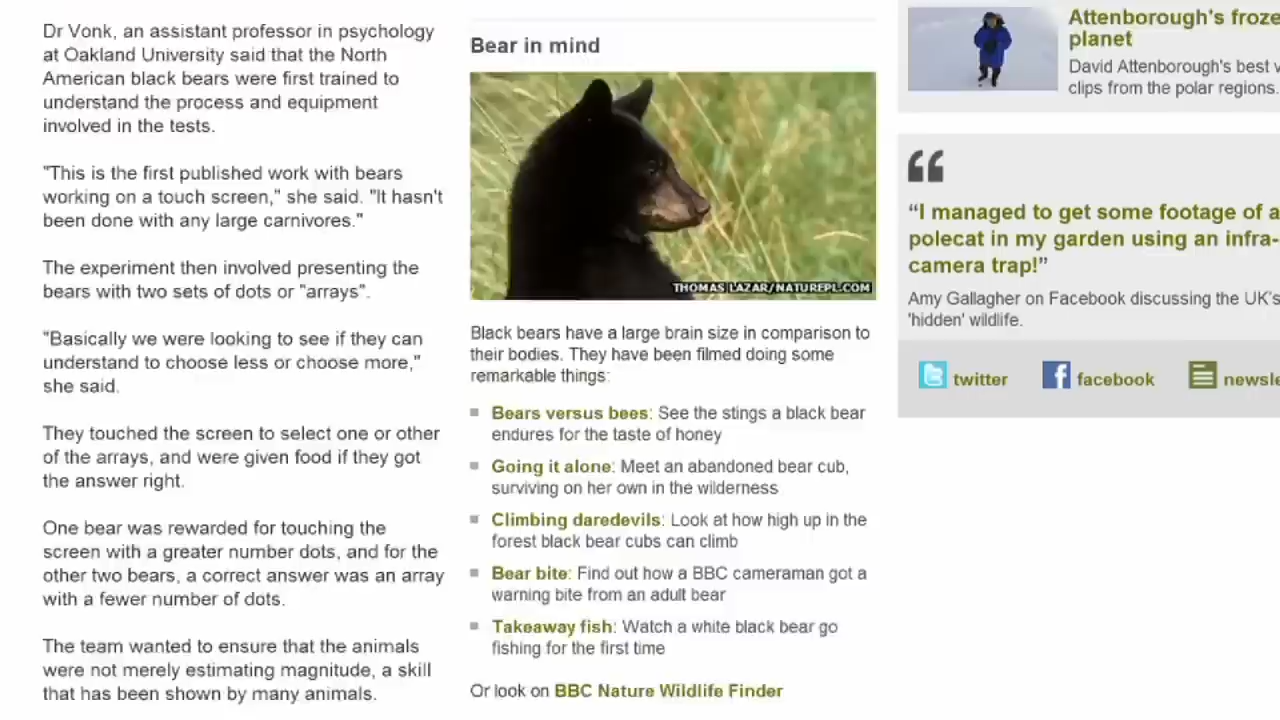 Dr Vonk, an assistant professor in psychology
at Oakland University said that the North
American black bears were first trained to
understand the process and equipment
involved in the tests.
"This is the first published work with bears
working on a touch screen," she said. "It hasn't
been done with any large carnivores."
The experiment then involved presenting the
bears with two sets of dots or "arrays".
"Basically we were looking to see if they can
understand to choose less or choose more,"
she said.
They touched the screen to select one or other
of the arrays, and were given food if they got
the answer right.
One bear was rewarded for touching the
screen with a greater number dots, and for the
other two bears, a correct answer was an array
with a fewer number of dots.
The team wanted to ensure that the animals
were not merely estimating magnitude, a skill
that has been shown by many animals.
Bear in mind
THOMAS LAZAR/NATUREPL.COM
Black bears have a large brain size in comparison to
their bodies. They have been filmed doing some
remarkable things:
Bears versus bees: See the stings a black bear
endures for the taste of honey
Going it alone: Meet an abandoned bear cub,
surviving on her own in the wilderness
Climbing daredevils: Look at how high up in the
forest black bear cubs can climb
Bear bite: Find out how a BBC cameraman got a
warning bite from an adult bear
Takeaway fish: Watch a white black bear go
fishing for the first time
Or look on BBC Nature Wildlife Finder
Attenborough's froze
planet
David Attenborough's best v
clips from the polar regions.
“I managed to get some footage of a
polecat in my garden using an infra-
camera trap!”
Amy Gallagher on Facebook discussing the UK's
'hidden' wildlife.
twitter facebook newsle